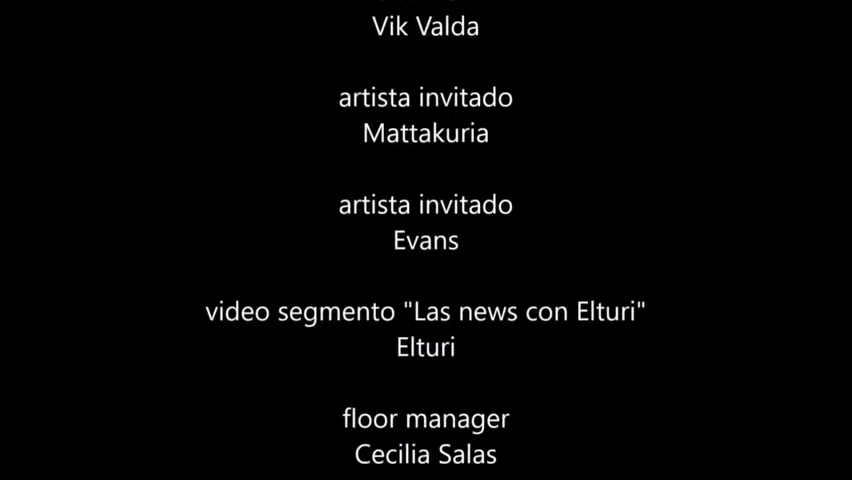 Vik Valda
artista invitado
Mattakuria
artista invitado
Evans
video segmento "Las news con Elturi"
Elturi
floor manager
Cecilia Salas